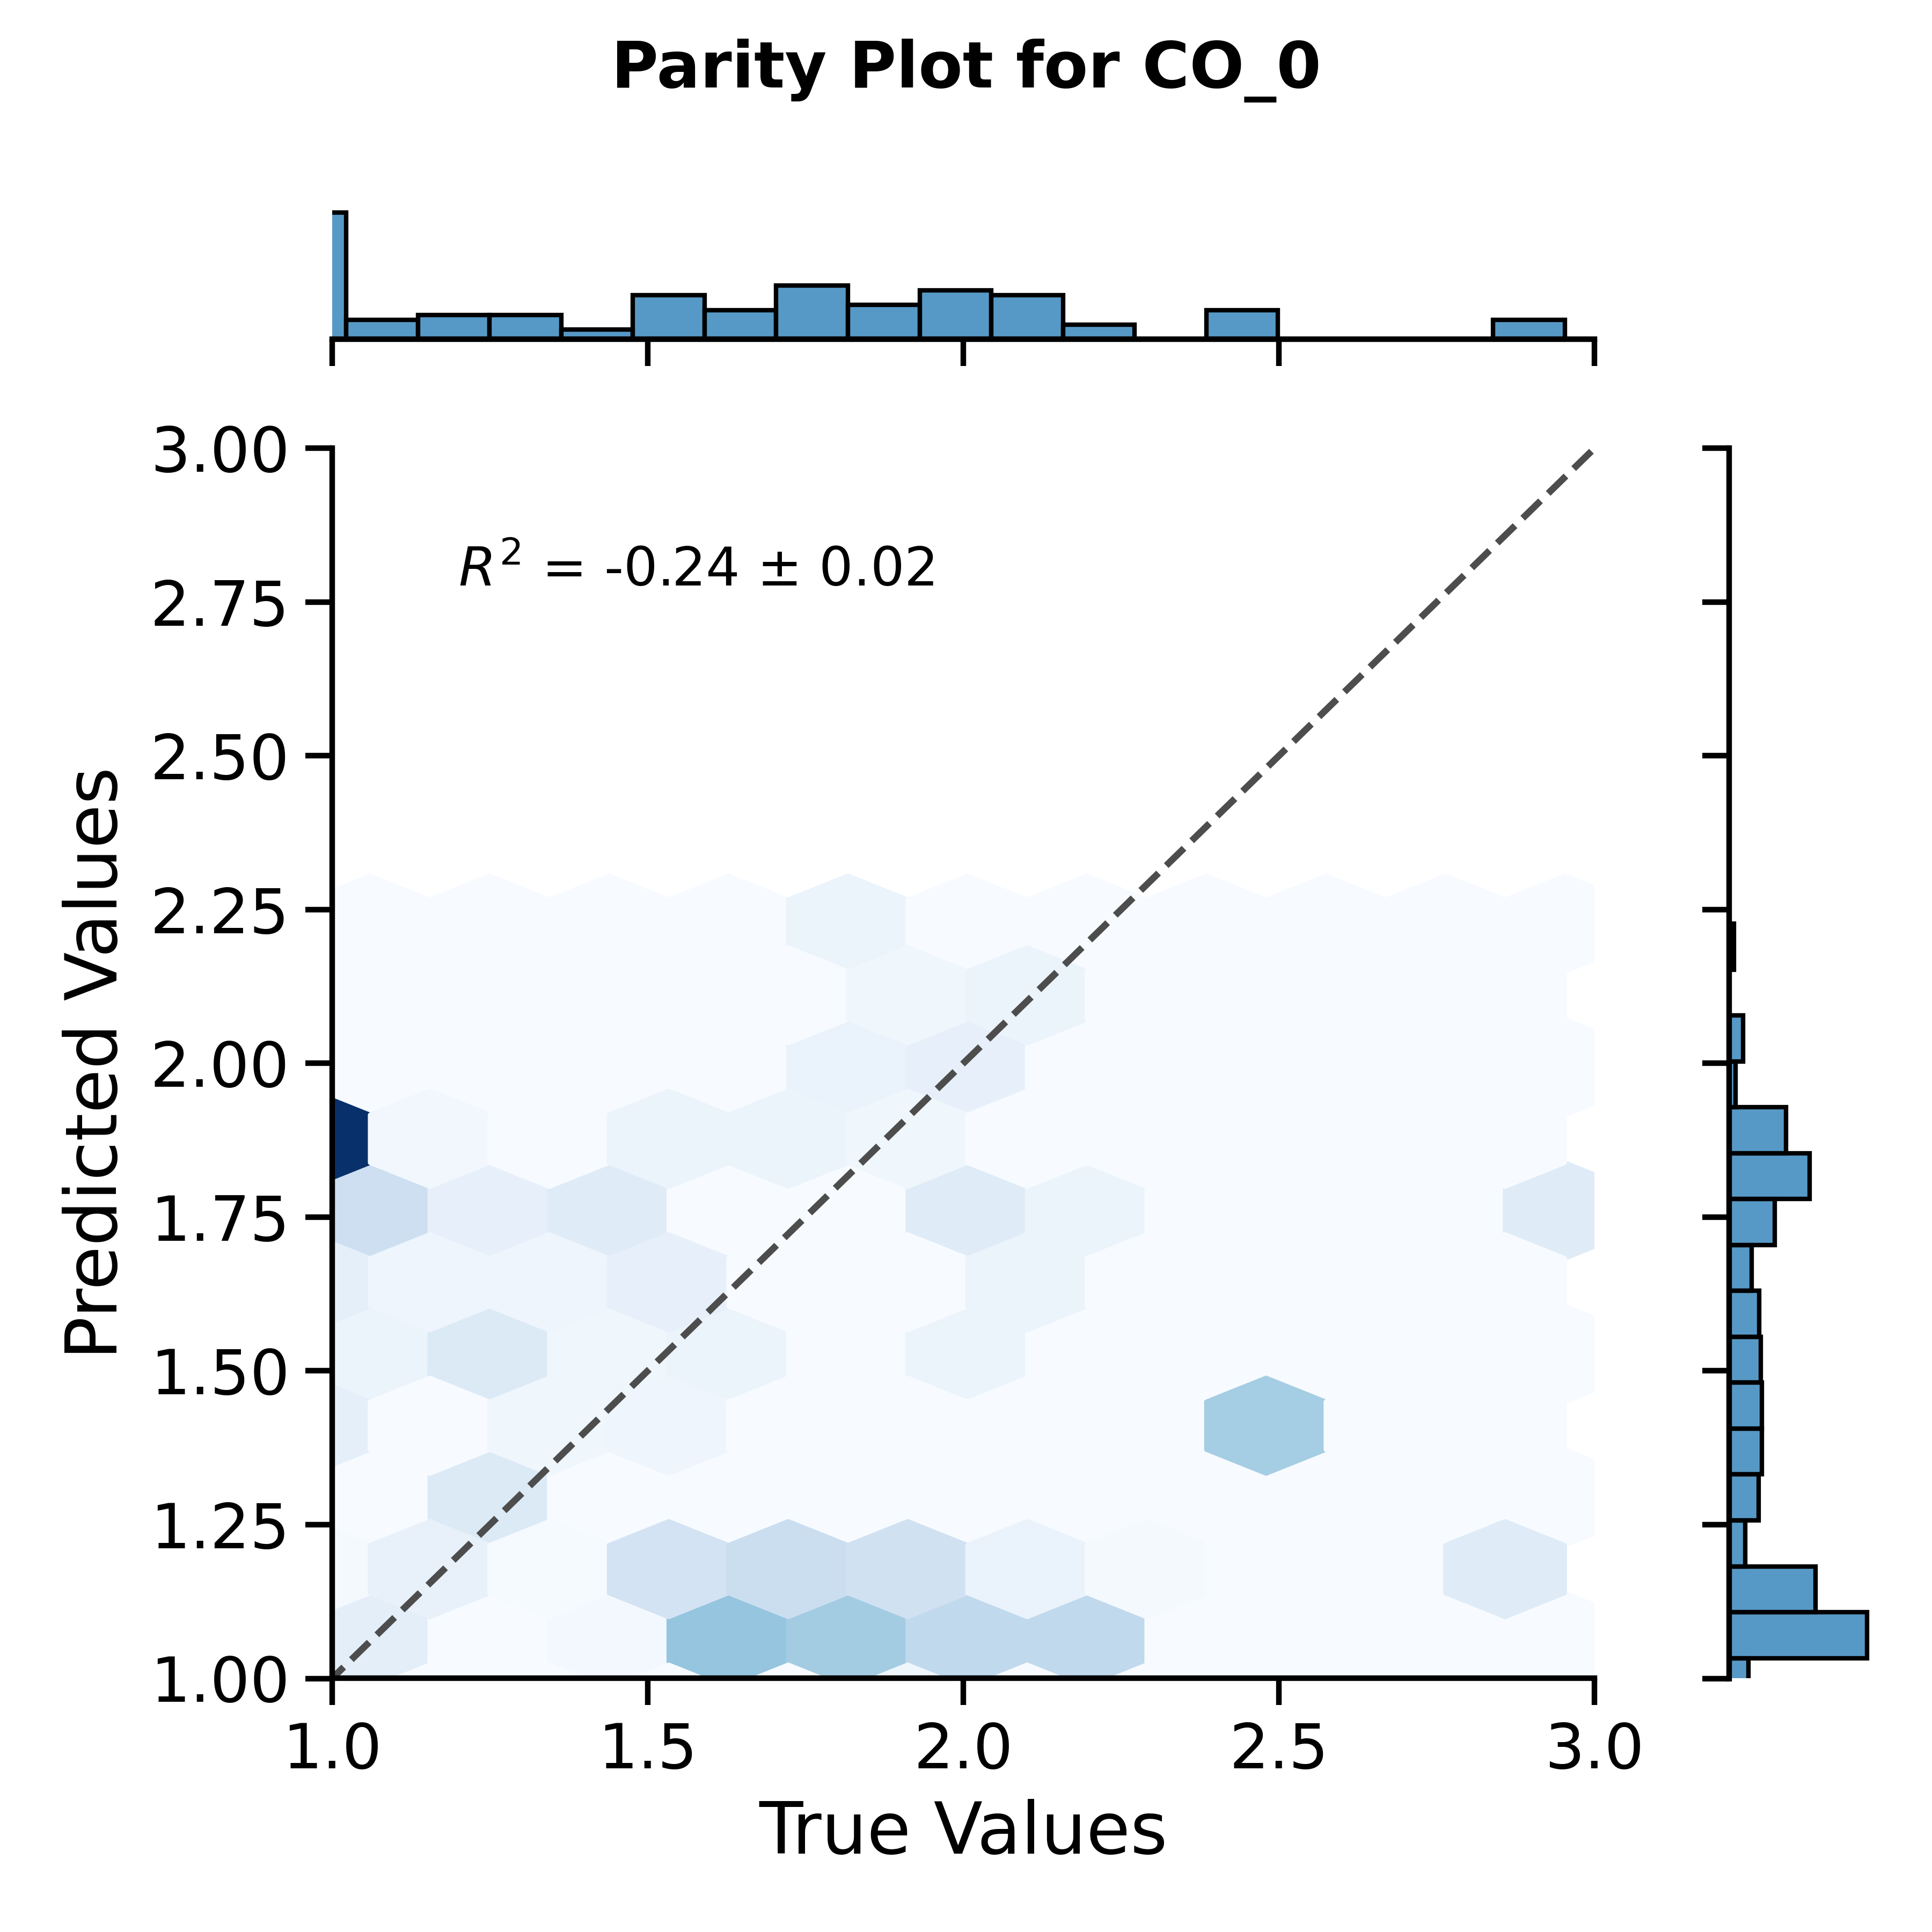 Parity Plot for CO_0
R² = -0.24 ± 0.02
Predicted Values
3.00
2.75
2.50
2.25
2.00
1.75
1.50
1.25
1.00
1.0 1.5 2.0 2.5 3.0
True Values